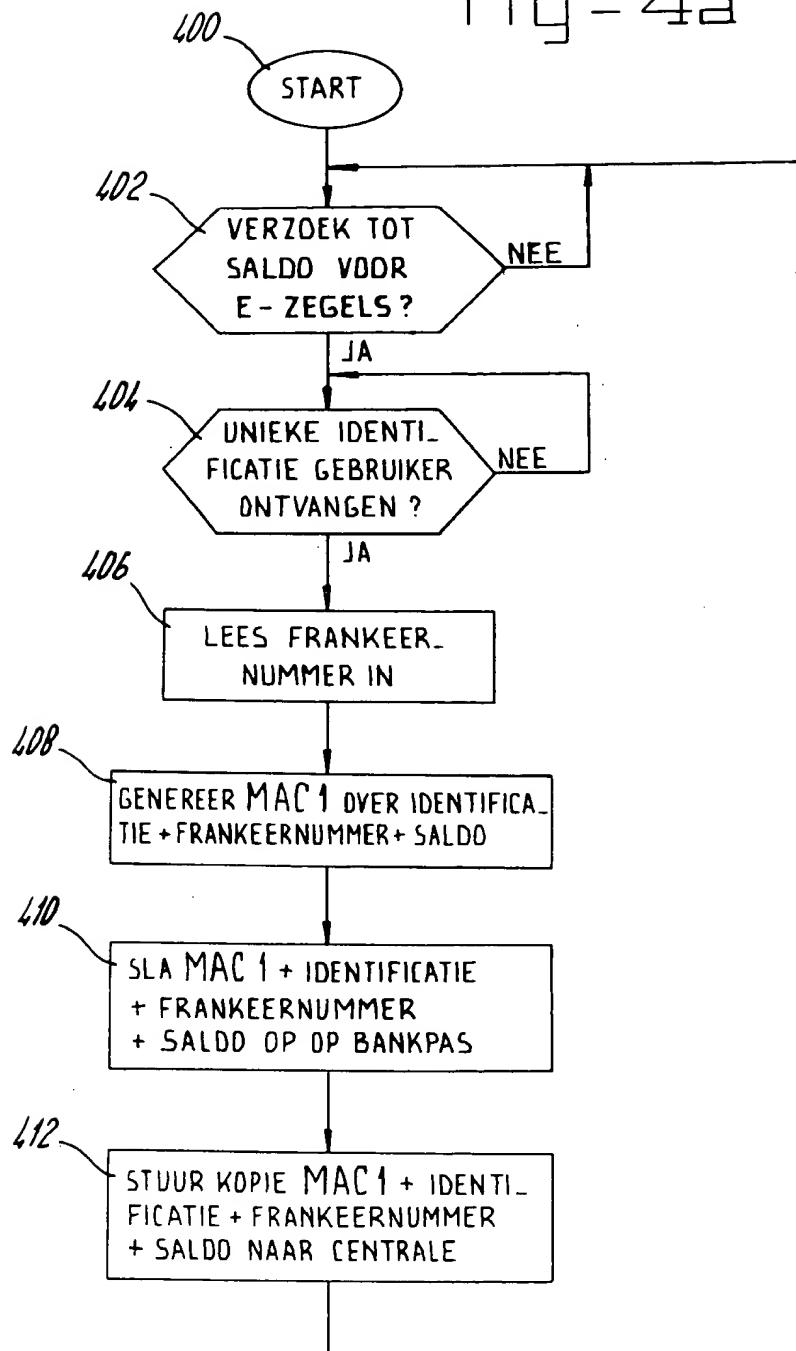 Fig - 4a
400
START
402
VERZOEK TOT
SALDO VOOR
E - ZEGELS ?
NEE
JA
404
UNIEKE IDENTI_
FICATIE GEBRUIKER
ONTVANGEN ?
NEE
JA
406
LEES FRANKEER_
NUMMER IN
408
GENEREER MAC 1 OVER IDENTIFICA_
TIE + FRANKEERNUMMER + SALDO
410
SLA MAC 1 + IDENTIFICATIE
+ FRANKEERNUMMER
+ SALDO OP OP BANKPAS
412
STUUR KOPIE MAC 1 + IDENTI_
FICATIE + FRANKEERNUMMER
+ SALDO NAAR CENTRALE